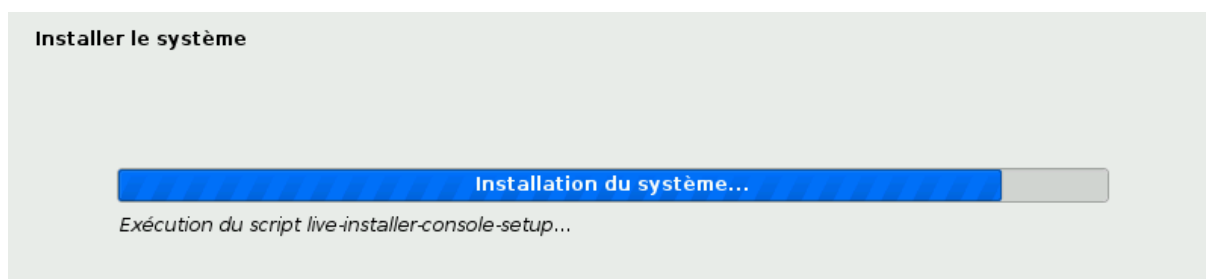 Installer le système
Installation du système...
Exécution du script live-installer-console-setup...